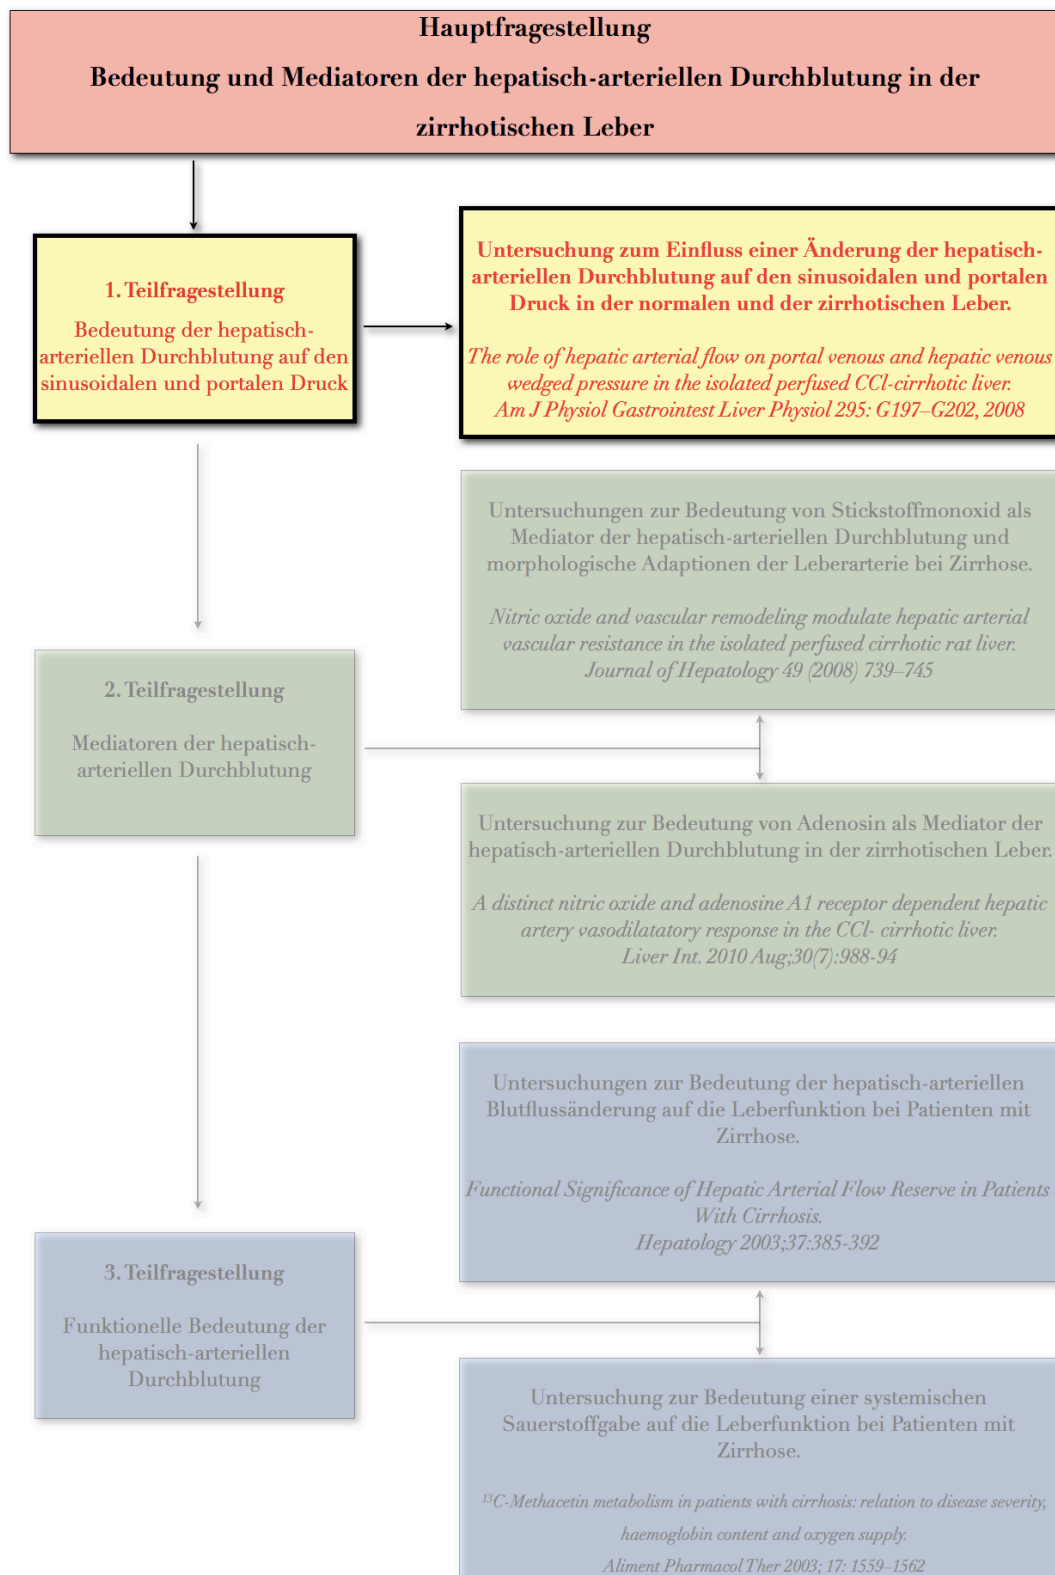 Hauptfragestellung
Bedeutung und Mediatoren der hepatisch-arteriellen Durchblutung in der
zirrhotischen Leber
1. Teilfragestellung
Bedeutung der hepatisch-
arteriellen Durchblutung auf den
sinusoidalen und portalen Druck
Untersuchung zum Einfluss einer Änderung der hepatisch-
arteriellen Durchblutung auf den sinusoidalen und portalen
Druck in der normalen und der zirrhotischen Leber.
The role of hepatic arterial flow on portal venous and hepatic venous
wedged pressure in the isolated perfused CCl-cirrhotic liver.
Am J Physiol Gastrointest Liver Physiol 295: G197–G202, 2008
2. Teilfragestellung
Mediatoren der hepatisch-
arteriellen Durchblutung
Untersuchungen zur Bedeutung von Stickstoffmonoxid als
Mediator der hepatisch-arteriellen Durchblutung und
morphologische Adaptionen der Leberarterie bei Zirrhose.
Nitric oxide and vascular remodeling modulate hepatic arterial
vascular resistance in the isolated perfused cirrhotic rat liver.
Journal of Hepatology 49 (2008) 739–745
Untersuchung zur Bedeutung von Adenosin als Mediator der
hepatisch-arteriellen Durchblutung in der zirrhotischen Leber.
A distinct nitric oxide and adenosine A1 receptor dependent hepatic
artery vasodilatatory response in the CCl- cirrhotic liver.
Liver Int. 2010 Aug;30(7):988-94
3. Teilfragestellung
Funktionelle Bedeutung der
hepatisch-arteriellen
Durchblutung
Untersuchungen zur Bedeutung der hepatisch-arteriellen
Blutflussänderung auf die Leberfunktion bei Patienten mit
Zirrhose.
Functional Significance of Hepatic Arterial Flow Reserve in Patients
With Cirrhosis.
Hepatology 2003;37:385-392
Untersuchung zur Bedeutung einer systemischen
Sauerstoffgabe auf die Leberfunktion bei Patienten mit
Zirrhose.
¹³C-Methacetin metabolism in patients with cirrhosis: relation to disease severity,
haemoglobin content and oxygen supply.
Aliment Pharmacol Ther 2003; 17: 1559–1562